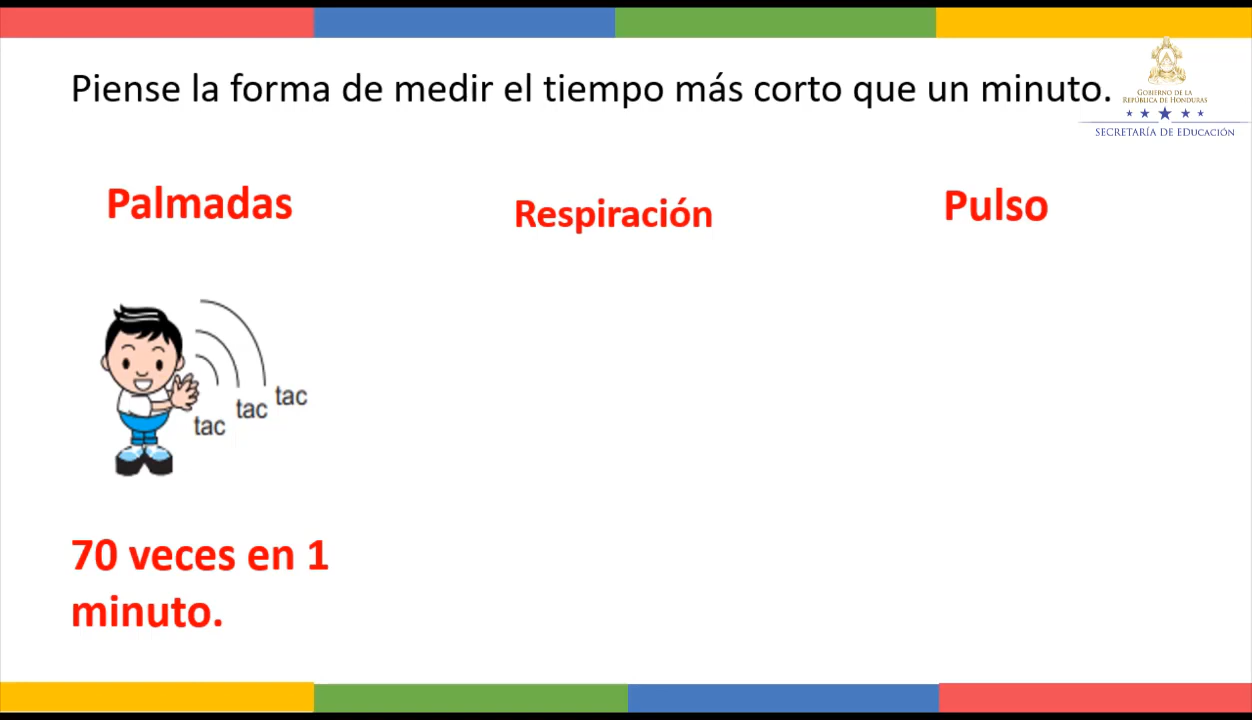 Piense la forma de medir el tiempo más corto que un minuto.
GOBIERNO DE LA
REPÚBLICA DE HONDURAS
SECRETARÍA DE EDUCACIÓN
Palmadas
Respiración
Pulso
tac
tac
tac
70 veces en 1
minuto.